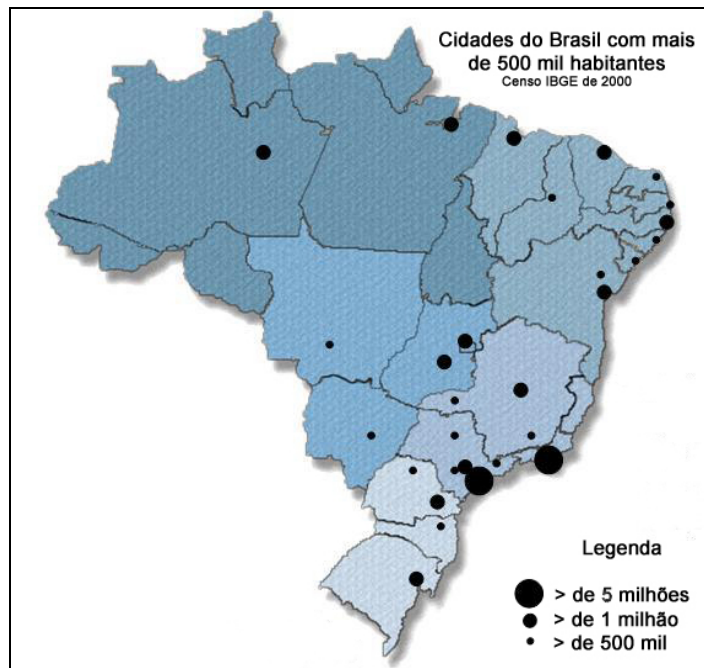 Cidades do Brasil com mais
de 500 mil habitantes
Censo IBGE de 2000
Legenda
> de 5 milhões
> de 1 milhão
> de 500 mil